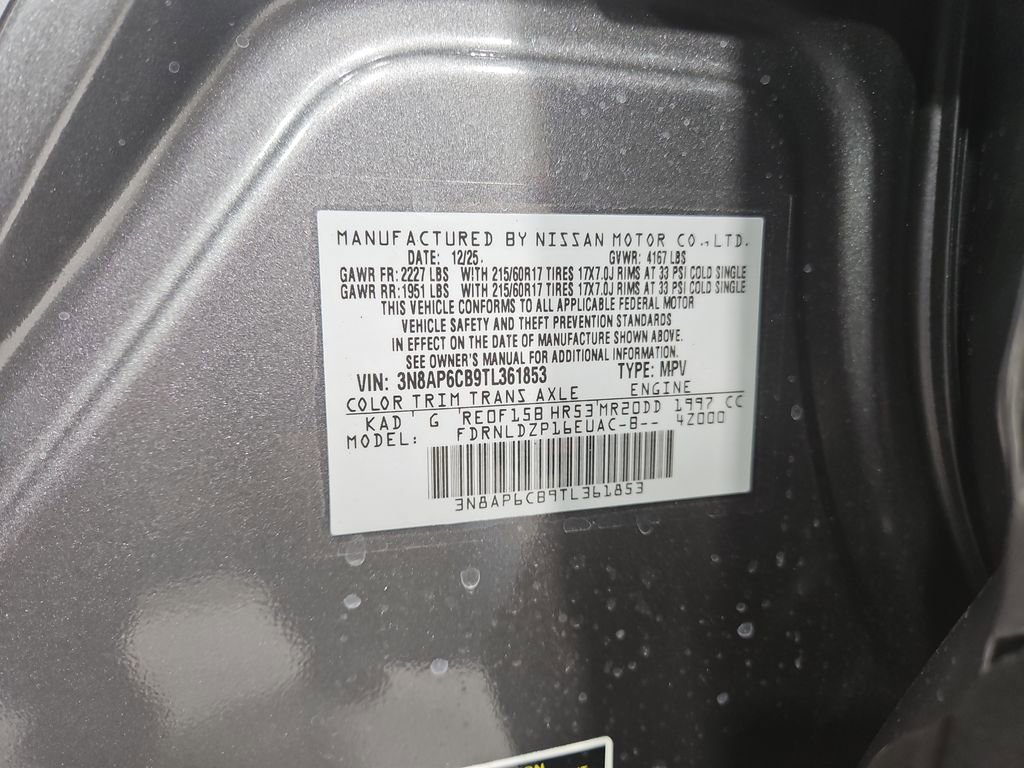 MANUFACTURED BY NISSAN MOTOR CO.,LTD.
DATE: 12/25. GVWR: 4167 LBS
GAWR FR: 2227 LBS WITH 215/60R17 TIRES 17X7.0J RIMS AT 33 PSI COLD SINGLE
GAWR RR: 1951 LBS WITH 215/60R17 TIRES 17X7.0J RIMS AT 33 PSI COLD SINGLE
THIS VEHICLE CONFORMS TO ALL APPLICABLE FEDERAL MOTOR
VEHICLE SAFETY AND THEFT PREVENTION STANDARDS
IN EFFECT ON THE DATE OF MANUFACTURE SHOWN ABOVE.
SEE OWNER'S MANUAL FOR ADDITIONAL INFORMATION.
VIN: 3N8AP6CB9TL361853 TYPE: MPV
COLOR TRIM TRANS AXLE ENGINE
KAD G RE0F15B HR53 MR20DD 1997 CC
MODEL: FDRNLDZP16EUAC-B-- 4Z000
3N8AP6CB9TL361853